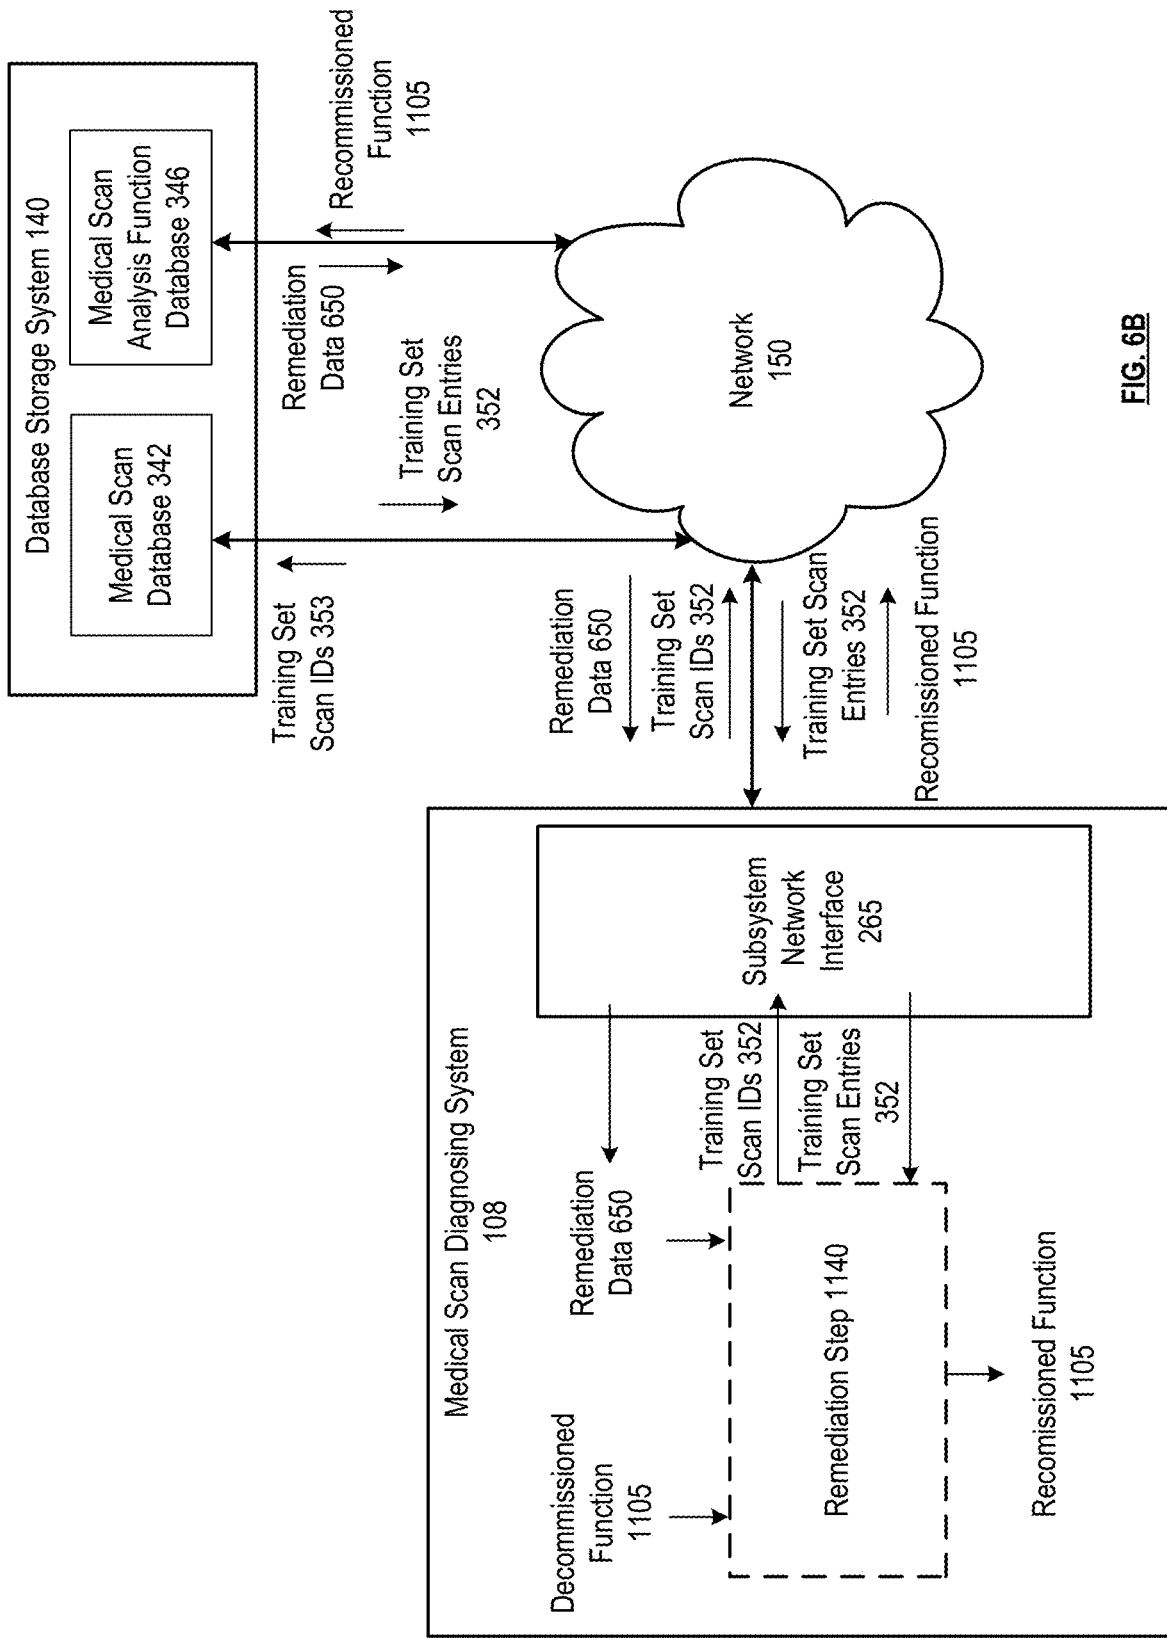 Database Storage System 140
Medical Scan
Database 342
Medical Scan
Analysis Function
Database 346
Training Set
Scan IDs 353
Training Set
Scan Entries
352
Remediation
Data 650
Recommissioned
Function
1105
Network
150
Remediation
Data 650
Training Set
Scan IDs 352
Training Set Scan
Entries 352
Recomissioned Function
1105
Medical Scan Diagnosing System
108
Subsystem
Network
Interface
265
Decommissioned
Function
1105
Remediation
Data 650
Training Set
Scan IDs 352
Training Set
Scan Entries
352
Remediation Step 1140
Recomissioned Function
1105
FIG. 6B